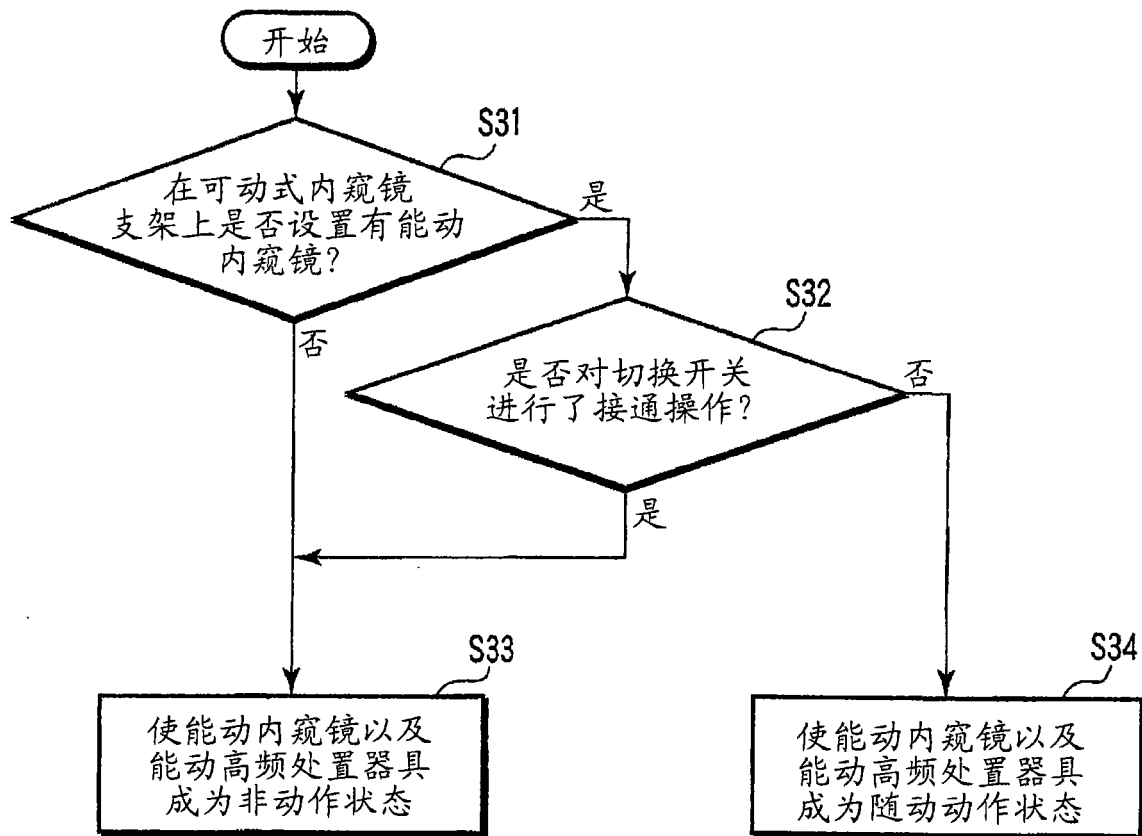 开始
S31
在可动式内窥镜
支架上是否设置有能动
内窥镜?
是
否
S32
是否对切换开关
进行了接通操作?
否
是
S33
使能动内窥镜以及
能动高频处置器具
成为非动作状态
S34
使能动内窥镜以及
能动高频处置器具
成为随动动作状态